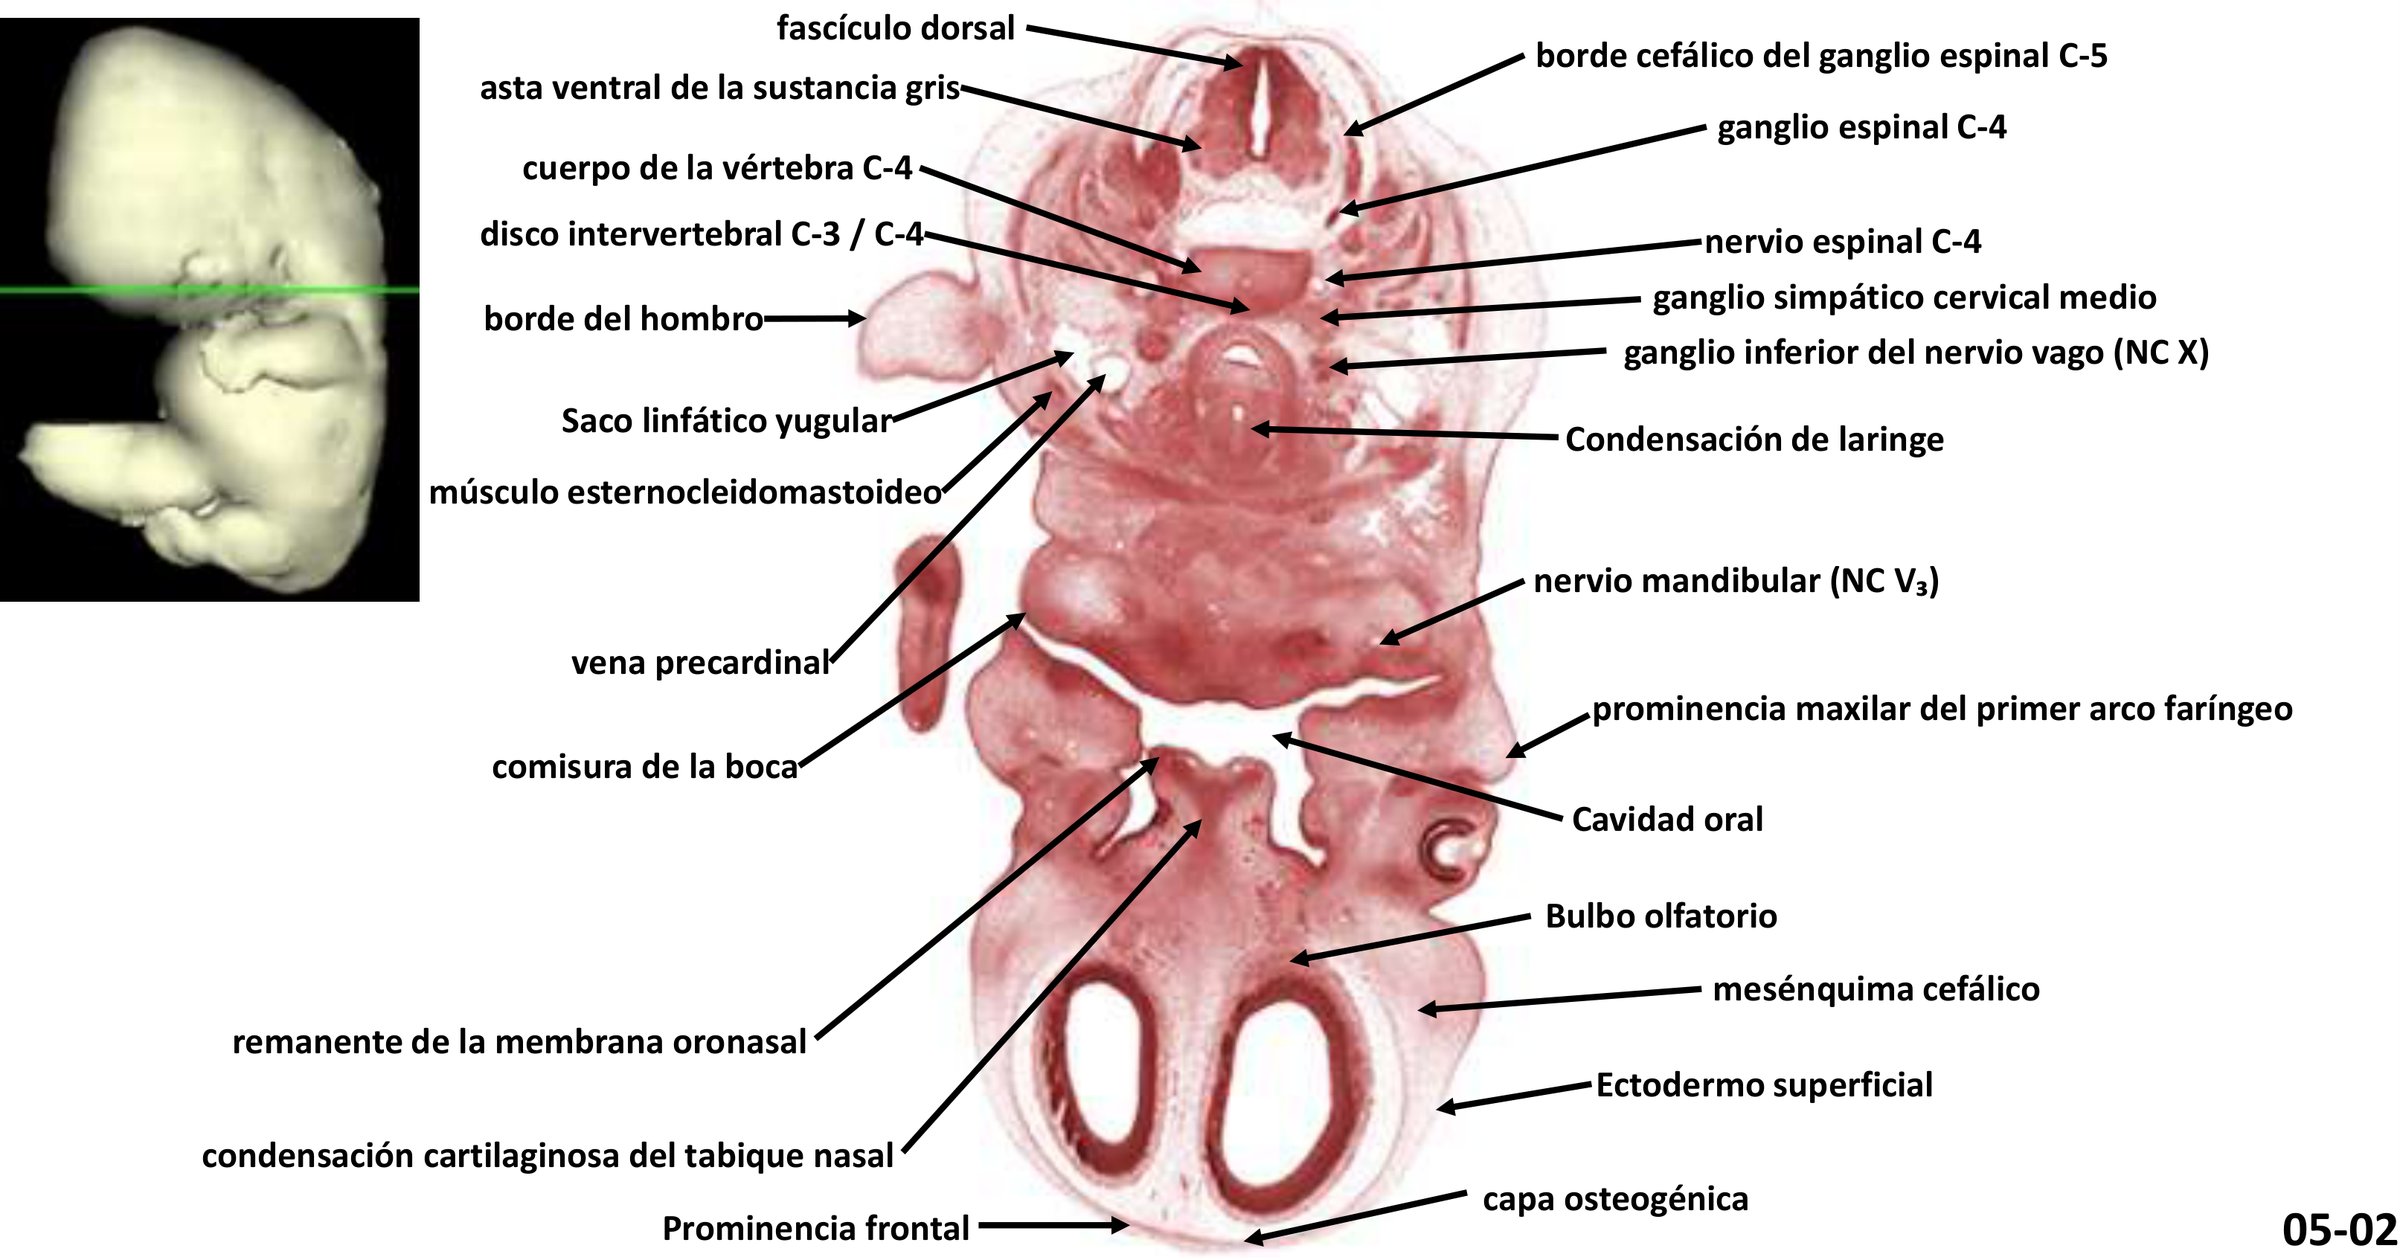 fascículo dorsal
asta ventral de la sustancia gris
cuerpo de la vértebra C-4
disco intervertebral C-3 / C-4
borde del hombro
Saco linfático yugular
músculo esternocleidomastoideo
vena precardinal
comisura de la boca
remanente de la membrana oronasal
condensación cartilaginosa del tabique nasal
Prominencia frontal
borde cefálico del ganglio espinal C-5
ganglio espinal C-4
nervio espinal C-4
ganglio simpático cervical medio
ganglio inferior del nervio vago (NC X)
Condensación de laringe
nervio mandibular (NC V₃)
prominencia maxilar del primer arco faríngeo
Cavidad oral
Bulbo olfatorio
mesénquima cefálico
Ectodermo superficial
capa osteogénica
05-02